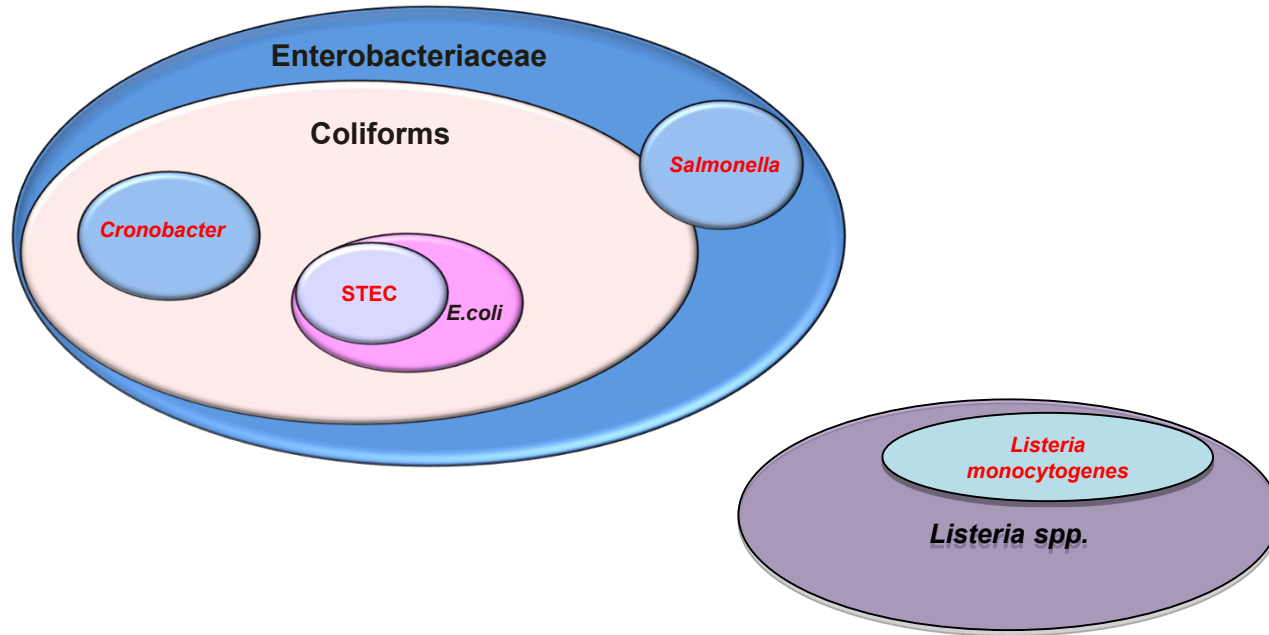 Enterobacteriaceae
Coliforms
Salmonella
Cronobacter
STEC
E.coli
Listeria
monocytogenes
Listeria spp.